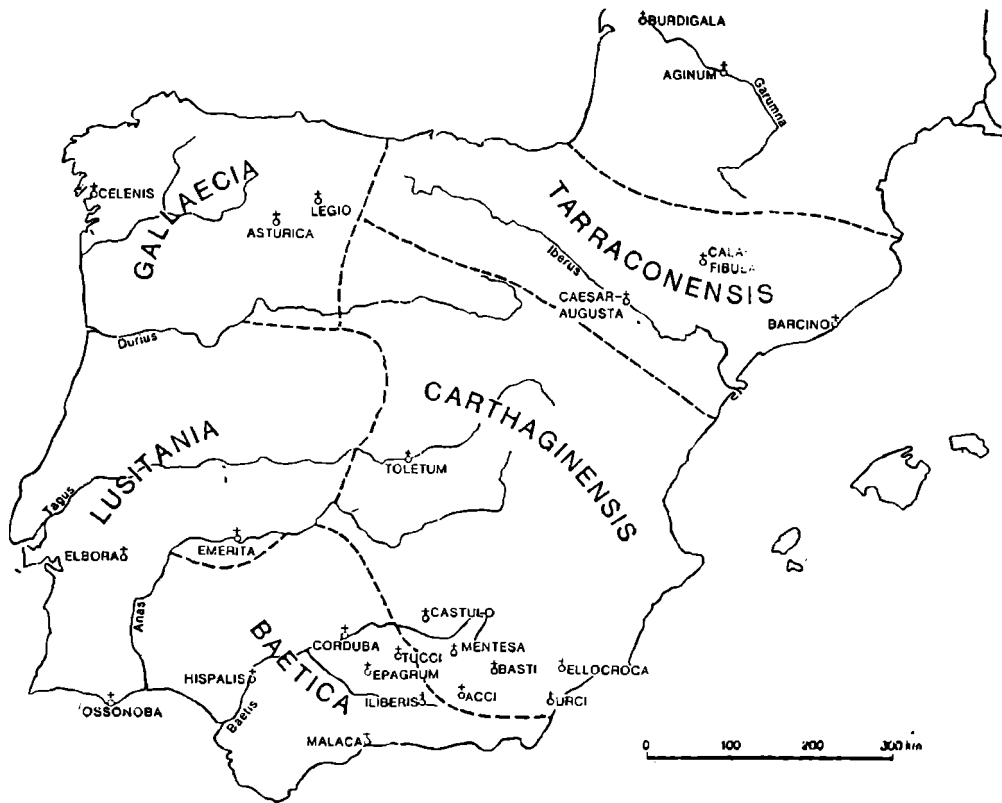 BURDIGALA
AGINUM
Garumna
CELENIS
GALLAECIA
LEGIO
ASTURICA
TARRACONENSIS
Iberus
CALA-
FIBULA
CAESAR-
AUGUSTA
BARCINO
Durius
CARTHAGINENSIS
LUSITANIA
TOLETUM
Tagus
ELBORA
EMERITA
Anas
BAETICA
CASTULO
CORDUBA
MENTESA
TUCCI
EPAGRUM
BASTI
ELLOCROCA
HISPALIS
ILIBERIS
ACCI
URCI
OSSONOBA
Baetis
MALACA
0 100 200 300 km